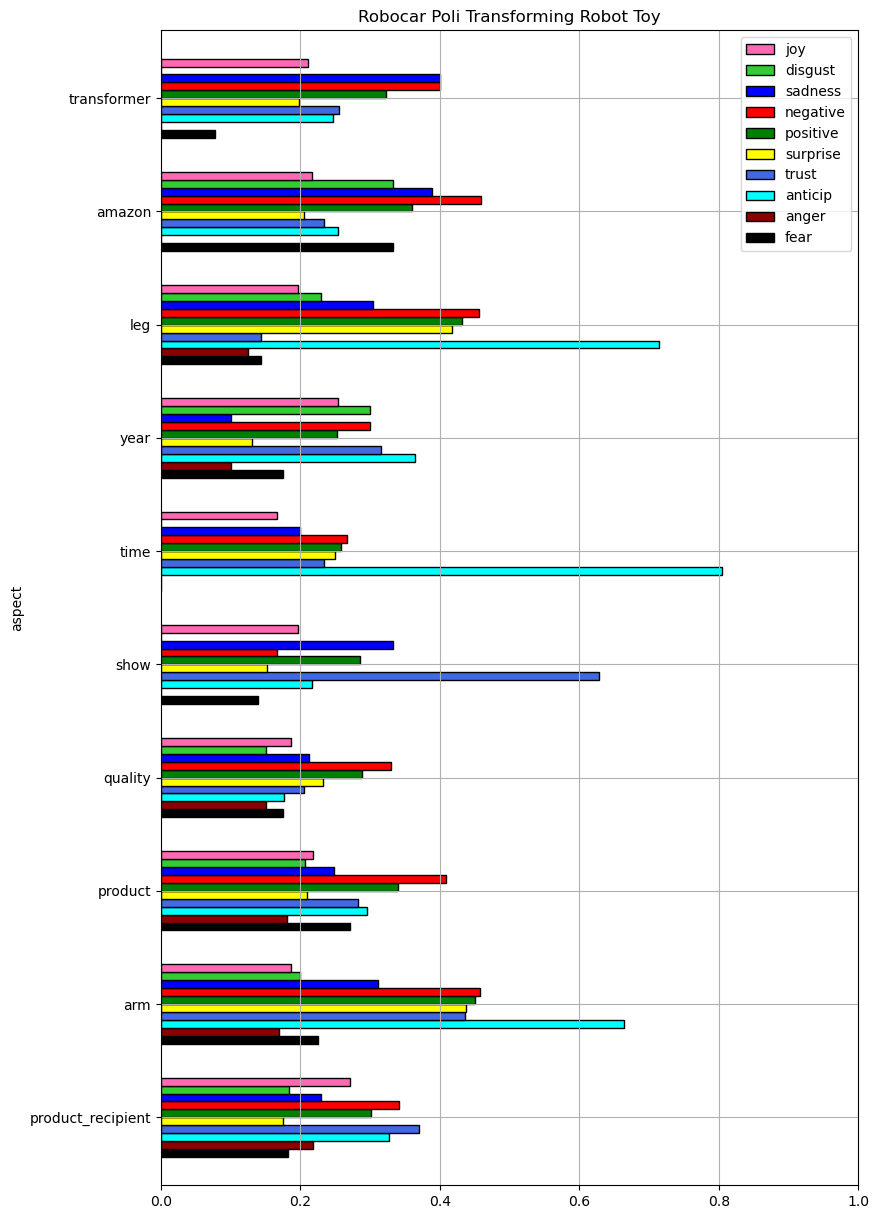 Robocar Poli Transforming Robot Toy
joy
disgust
sadness
negative
positive
surprise
trust
anticip
anger
fear
transformer
amazon
leg
year
time
show
quality
product
arm
product_recipient
aspect
0.0 0.2 0.4 0.6 0.8 1.0